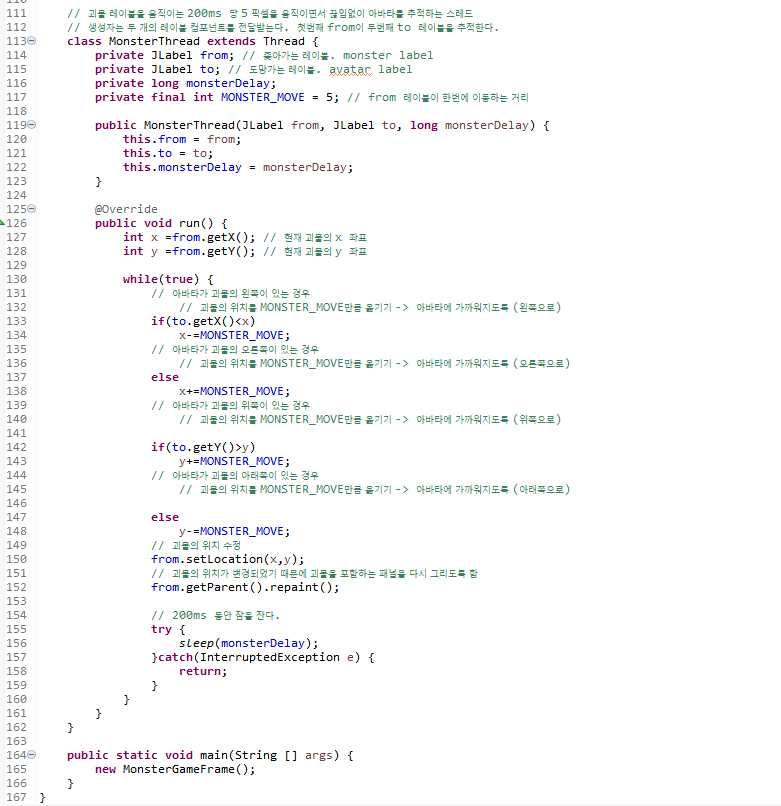 110
111 // 괴물 레이블을 움직이는 200ms 당 5 픽셀을 움직이면서 끊임없이 아바타를 추적하는 스레드
112 // 생성자는 두 개의 레이블 컴포넌트를 전달받는다. 첫번째 from이 두번째 to 레이블을 추적한다.
113 class MonsterThread extends Thread {
114 private JLabel from; // 쫓아가는 레이블. monster label
115 private JLabel to; // 도망가는 레이블. avatar label
116 private long monsterDelay;
117 private final int MONSTER_MOVE = 5; // from 레이블이 한번에 이동하는 거리
118
119 public MonsterThread(JLabel from, JLabel to, long monsterDelay) {
120 this.from = from;
121 this.to = to;
122 this.monsterDelay = monsterDelay;
123 }
124
125 @Override
126 public void run() {
127 int x =from.getX(); // 현재 괴물의 x 좌표
128 int y =from.getY(); // 현재 괴물의 y 좌표
129
130 while(true) {
131 // 아바타가 괴물의 왼쪽이 있는 경우
132 // 괴물의 위치를 MONSTER_MOVE만큼 옮기기 -> 아바타에 가까워지도록 (왼쪽으로)
133 if(to.getX()<x)
134 x-=MONSTER_MOVE;
135 // 아바타가 괴물의 오른쪽이 있는 경우
136 // 괴물의 위치를 MONSTER_MOVE만큼 옮기기 -> 아바타에 가까워지도록 (오른쪽으로)
137 else
138 x+=MONSTER_MOVE;
139 // 아바타가 괴물의 위쪽이 있는 경우
140 // 괴물의 위치를 MONSTER_MOVE만큼 옮기기 -> 아바타에 가까워지도록 (위쪽으로)
141
142 if(to.getY()>y)
143 y+=MONSTER_MOVE;
144 // 아바타가 괴물의 아래쪽이 있는 경우
145 // 괴물의 위치를 MONSTER_MOVE만큼 옮기기 -> 아바타에 가까워지도록 (아래쪽으로)
146
147 else
148 y-=MONSTER_MOVE;
149 // 괴물의 위치 수정
150 from.setLocation(x,y);
151 // 괴물의 위치가 변경되었기 때문에 괴물을 포함하는 패널을 다시 그리도록 함
152 from.getParent().repaint();
153
154 // 200ms 동안 잠을 잔다.
155 try {
156 sleep(monsterDelay);
157 }catch(InterruptedException e) {
158 return;
159 }
160 }
161 }
162 }
163
164 public static void main(String [] args) {
165 new MonsterGameFrame();
166 }
167 }